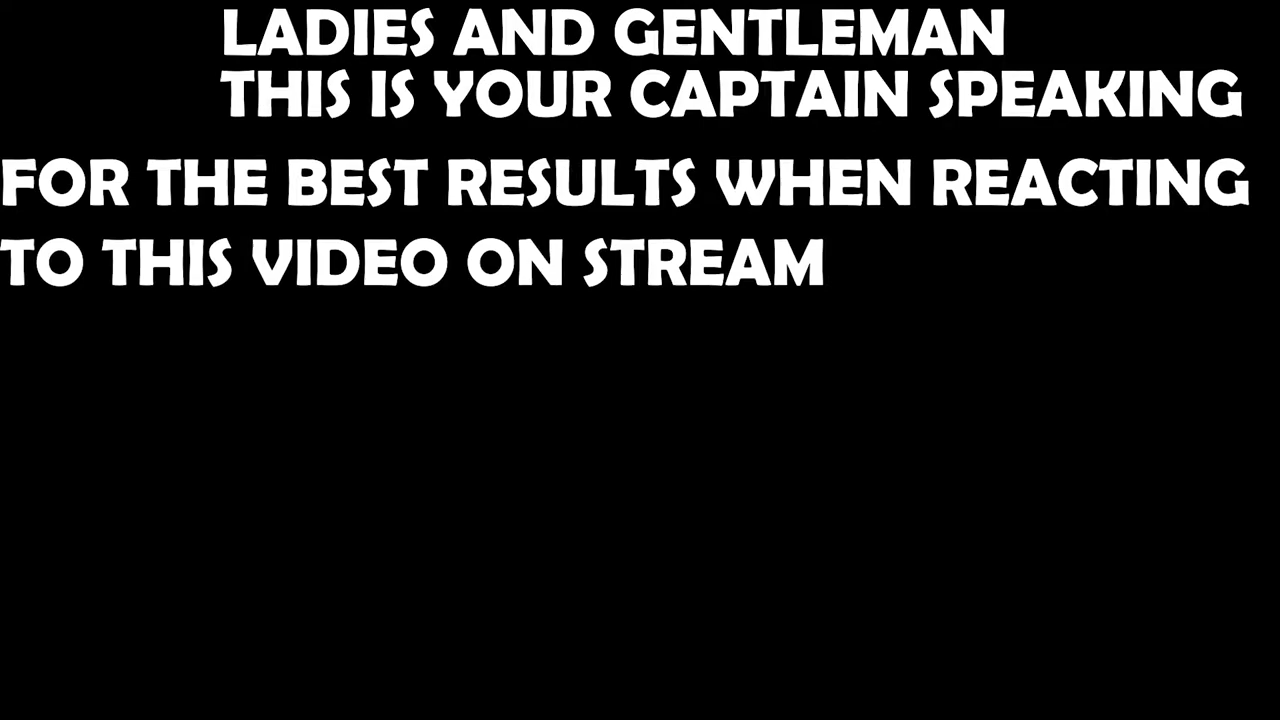 LADIES AND GENTLEMAN
THIS IS YOUR CAPTAIN SPEAKING
FOR THE BEST RESULTS WHEN REACTING
TO THIS VIDEO ON STREAM